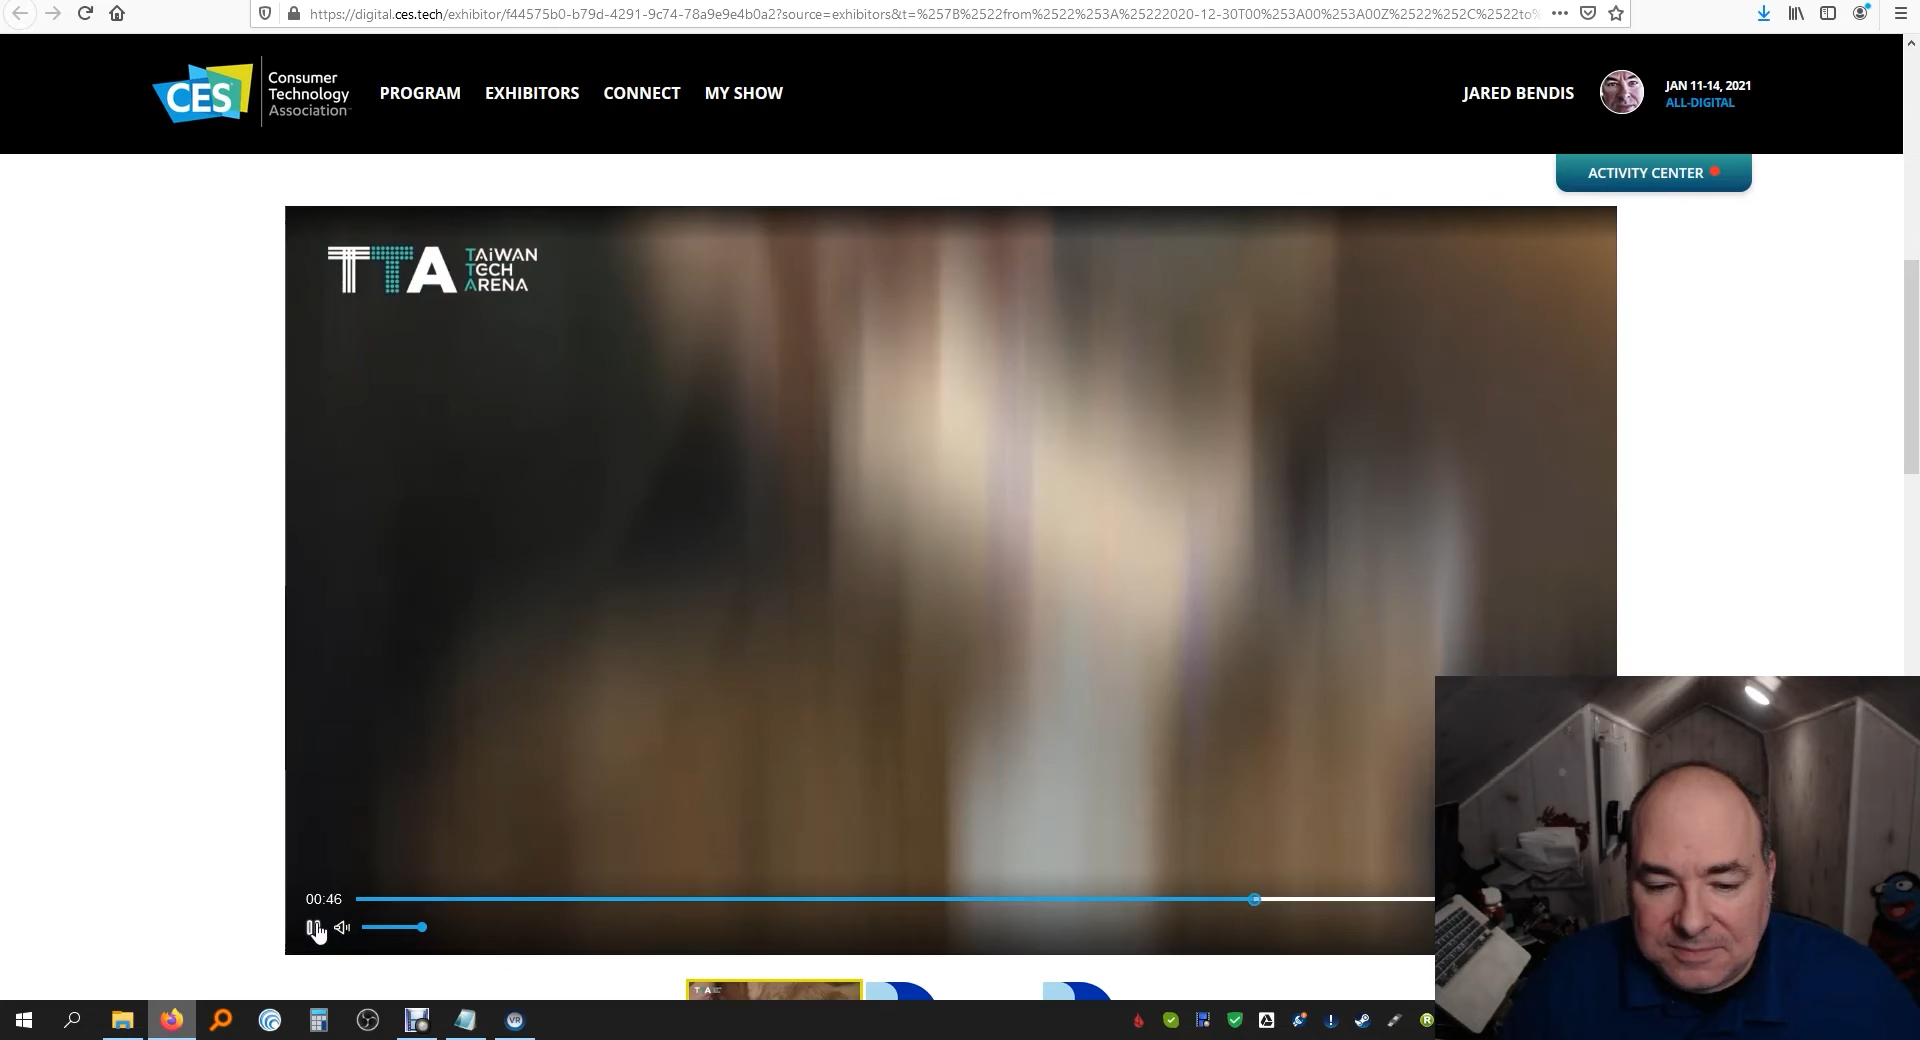 https://digital.ces.tech/exhibitor/f44575b0-b79d-4291-9c74-78a9e9e4b0a2?source=exhibitors&t=%257B%2522from%2522%253A%25222020-12-30T00%253A00%253A00Z%2522%252C%2522to%
CES
Consumer
Technology
Association
PROGRAM
EXHIBITORS
CONNECT
MY SHOW
JARED BENDIS
JAN 11-14, 2021
ALL-DIGITAL
ACTIVITY CENTER
TTA
TAiWAN
TECH
ARENA
00:46
T A
VR
R